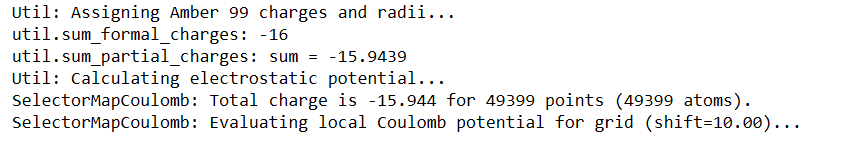 Util: Assigning Amber 99 charges and radii...
util.sum_formal_charges: -16
util.sum_partial_charges: sum = -15.9439
Util: Calculating electrostatic potential...
SelectorMapCoulomb: Total charge is -15.944 for 49399 points (49399 atoms).
SelectorMapCoulomb: Evaluating local Coulomb potential for grid (shift=10.00)...